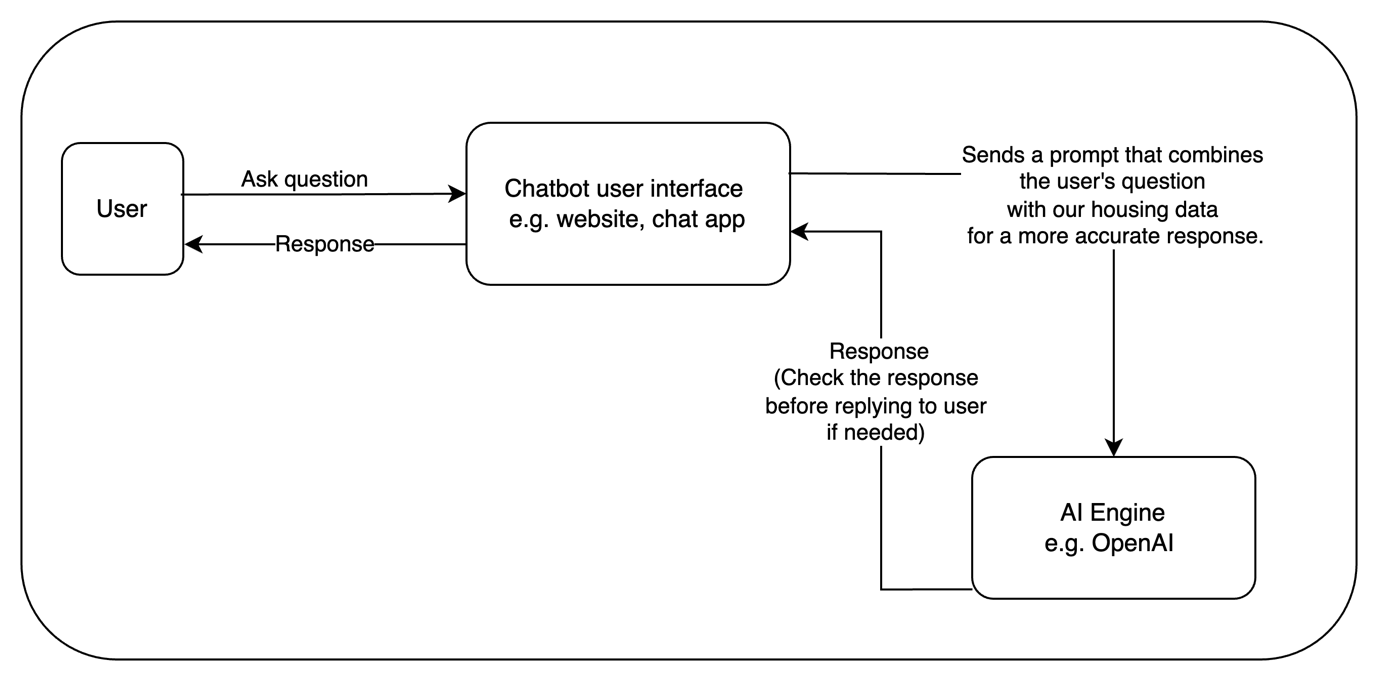 User
Ask question
Response
Chatbot user interface
e.g. website, chat app
Sends a prompt that combines
the user's question
with our housing data
for a more accurate response.
Response
(Check the response
before replying to user
if needed)
AI Engine
e.g. OpenAI